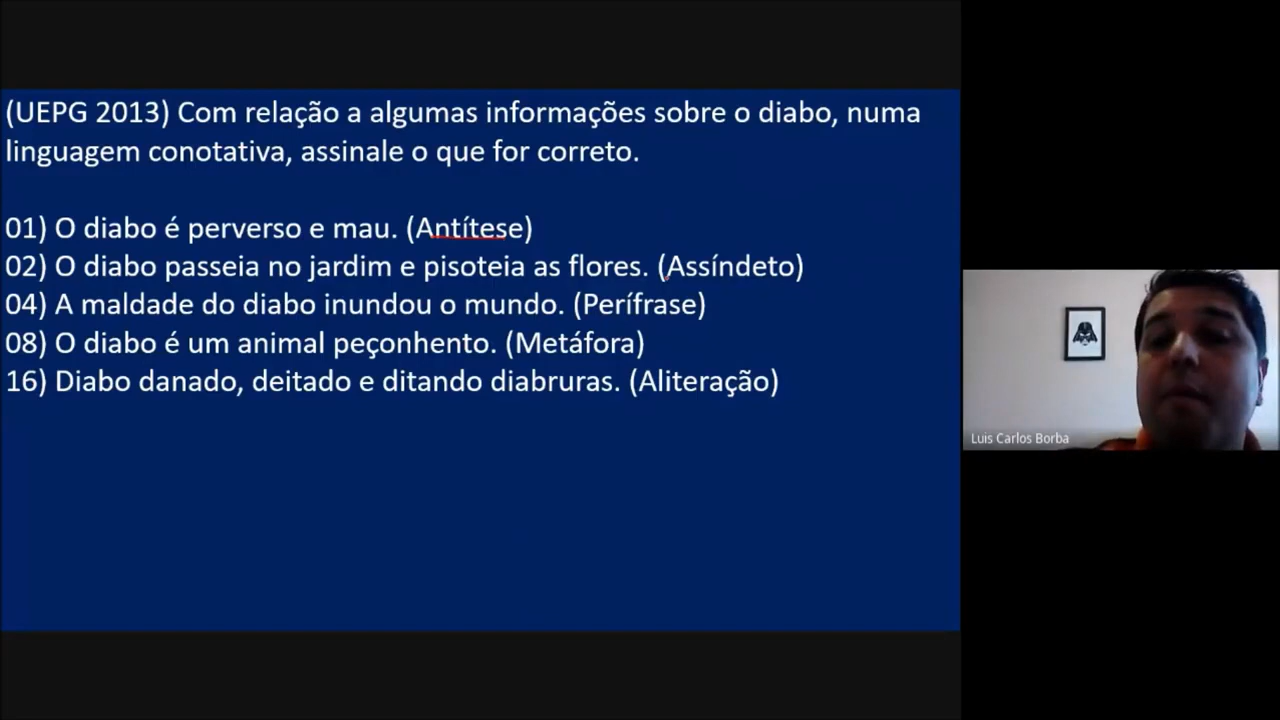 (UEPG 2013) Com relação a algumas informações sobre o diabo, numa
linguagem conotativa, assinale o que for correto.
01) O diabo é perverso e mau. (Antítese)
02) O diabo passeia no jardim e pisoteia as flores. (Assíndeto)
04) A maldade do diabo inundou o mundo. (Perífrase)
08) O diabo é um animal peçonhento. (Metáfora)
16) Diabo danado, deitado e ditando diabruras. (Aliteração)
Luis Carlos Borba